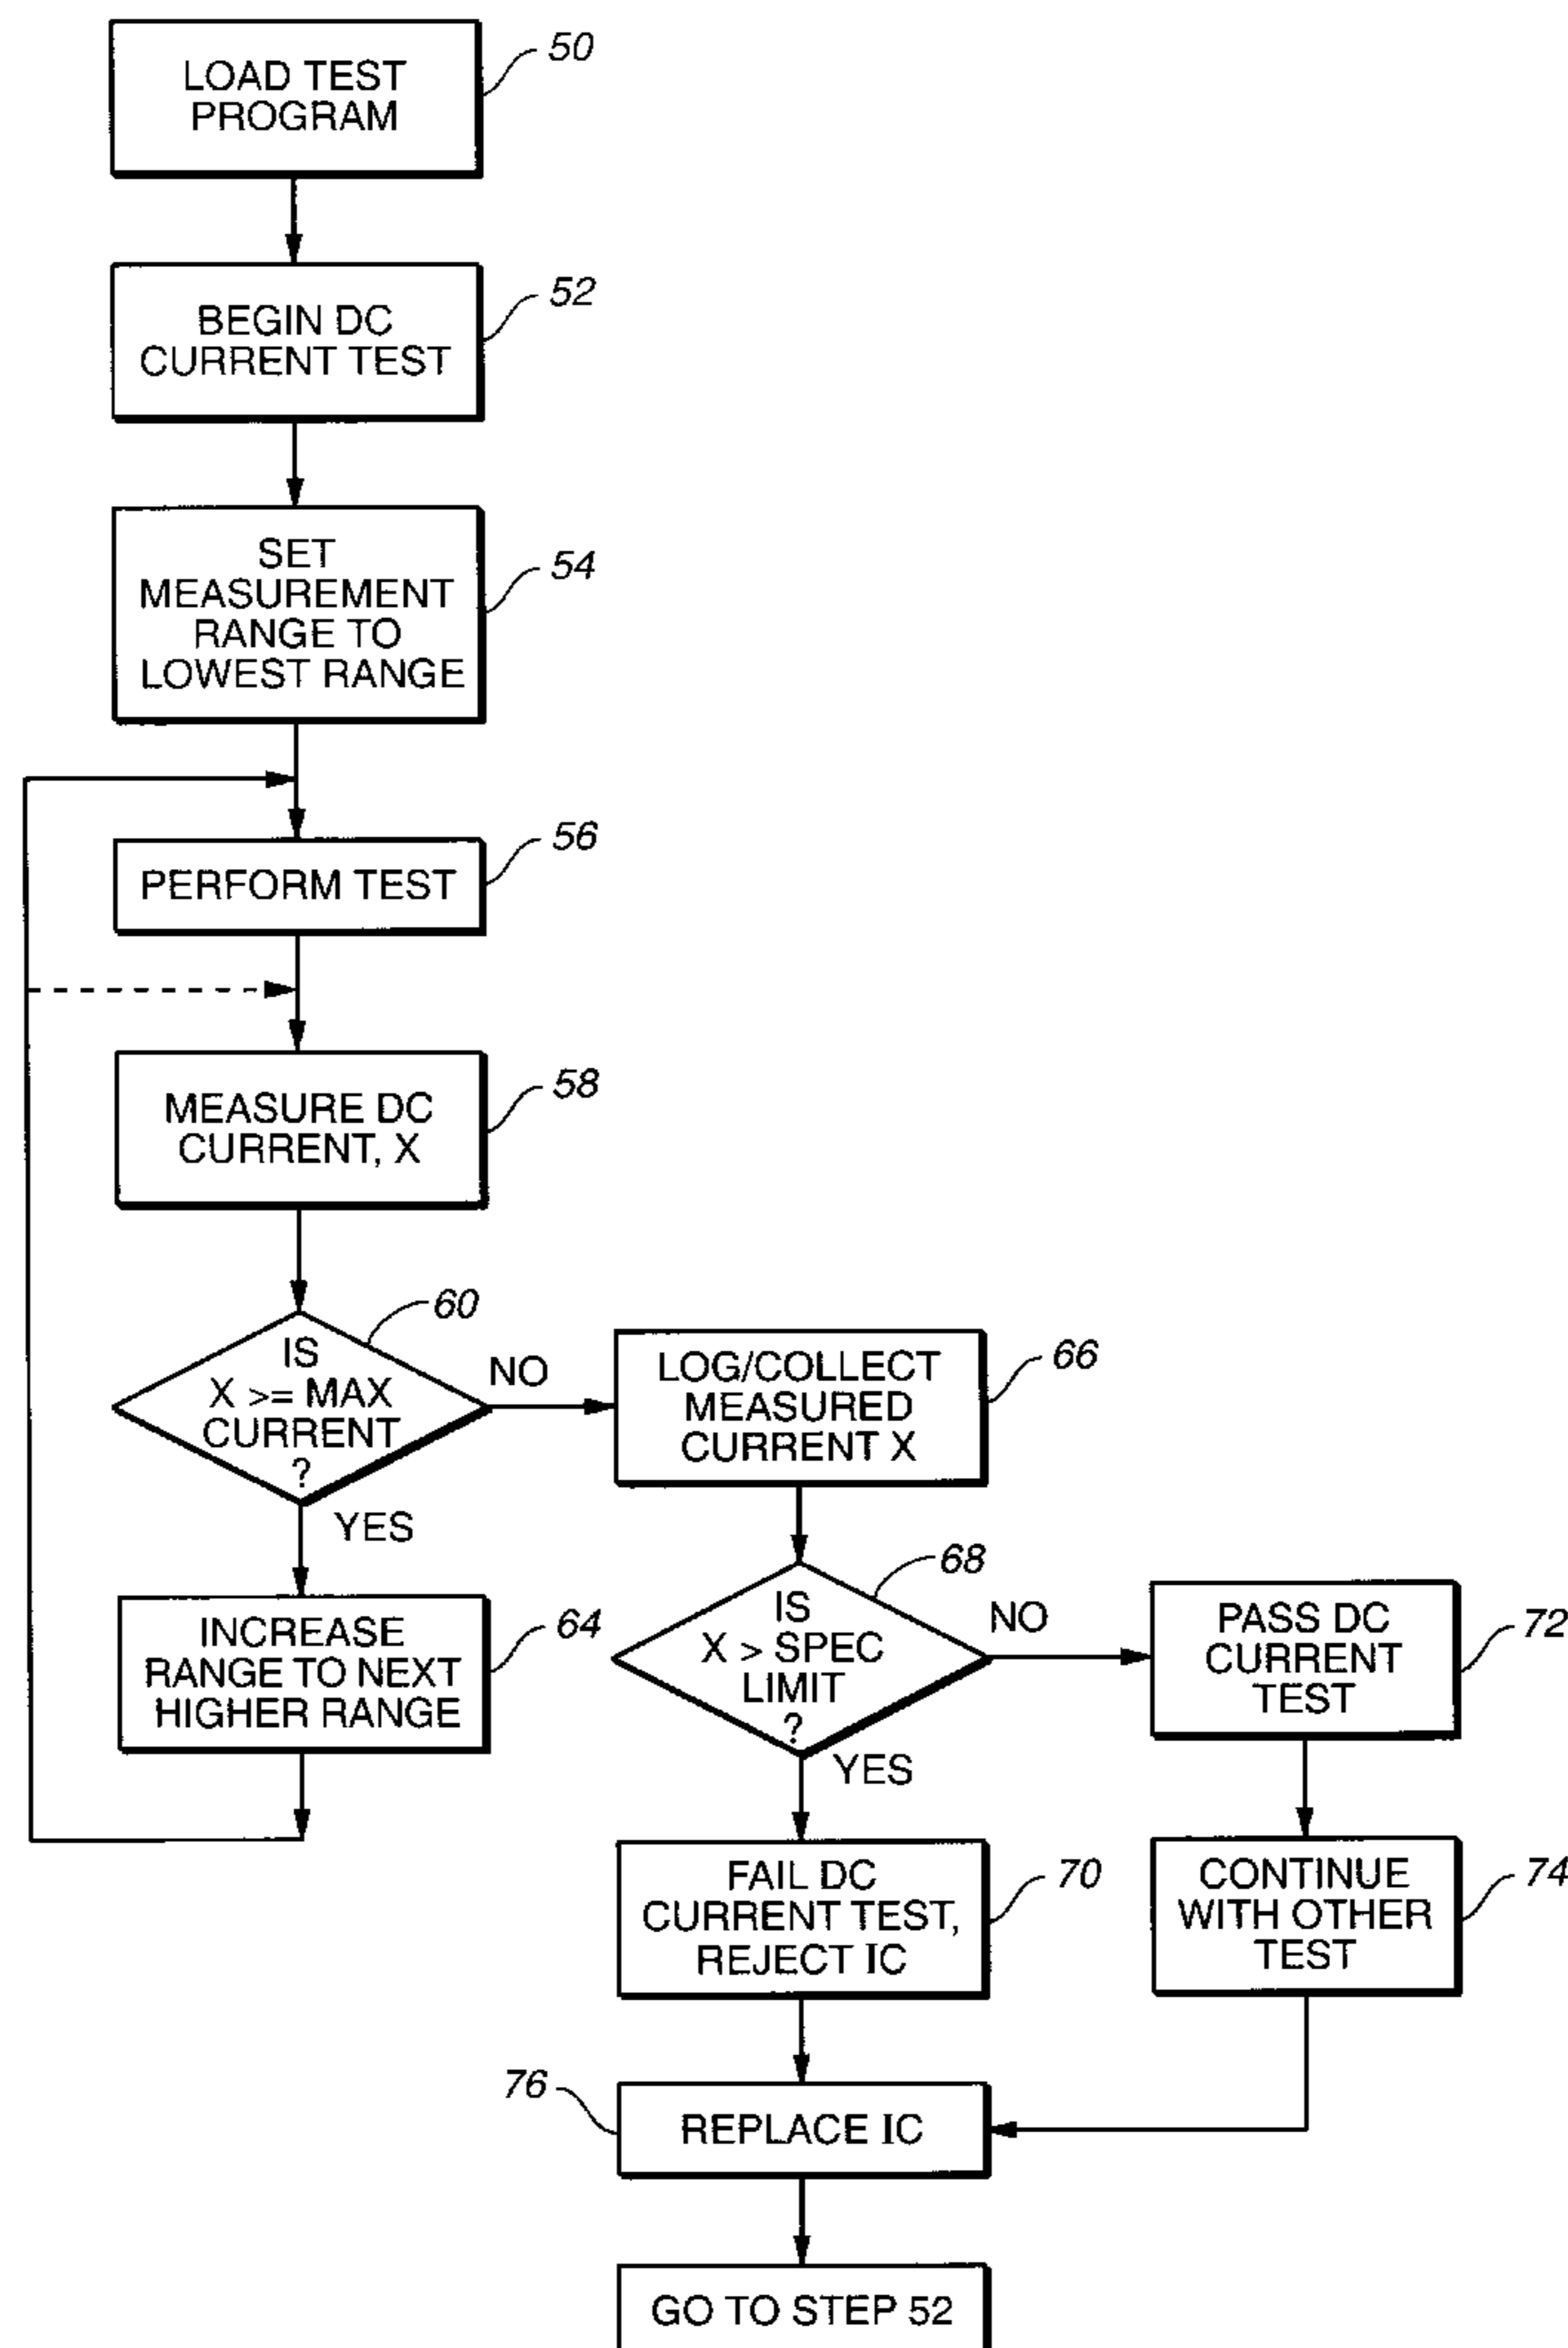 LOAD TEST
PROGRAM
50
BEGIN DC
CURRENT TEST
52
SET
MEASUREMENT
RANGE TO
LOWEST RANGE
54
PERFORM TEST
56
MEASURE DC
CURRENT, X
58
IS
X >= MAX
CURRENT
?
60
NO
YES
LOG/COLLECT
MEASURED
CURRENT X
66
INCREASE
RANGE TO NEXT
HIGHER RANGE
64
IS
X > SPEC
LIMIT
?
68
NO
YES
PASS DC
CURRENT
TEST
72
FAIL DC
CURRENT TEST,
REJECT IC
70
CONTINUE
WITH OTHER
TEST
74
76
REPLACE IC
GO TO STEP 52